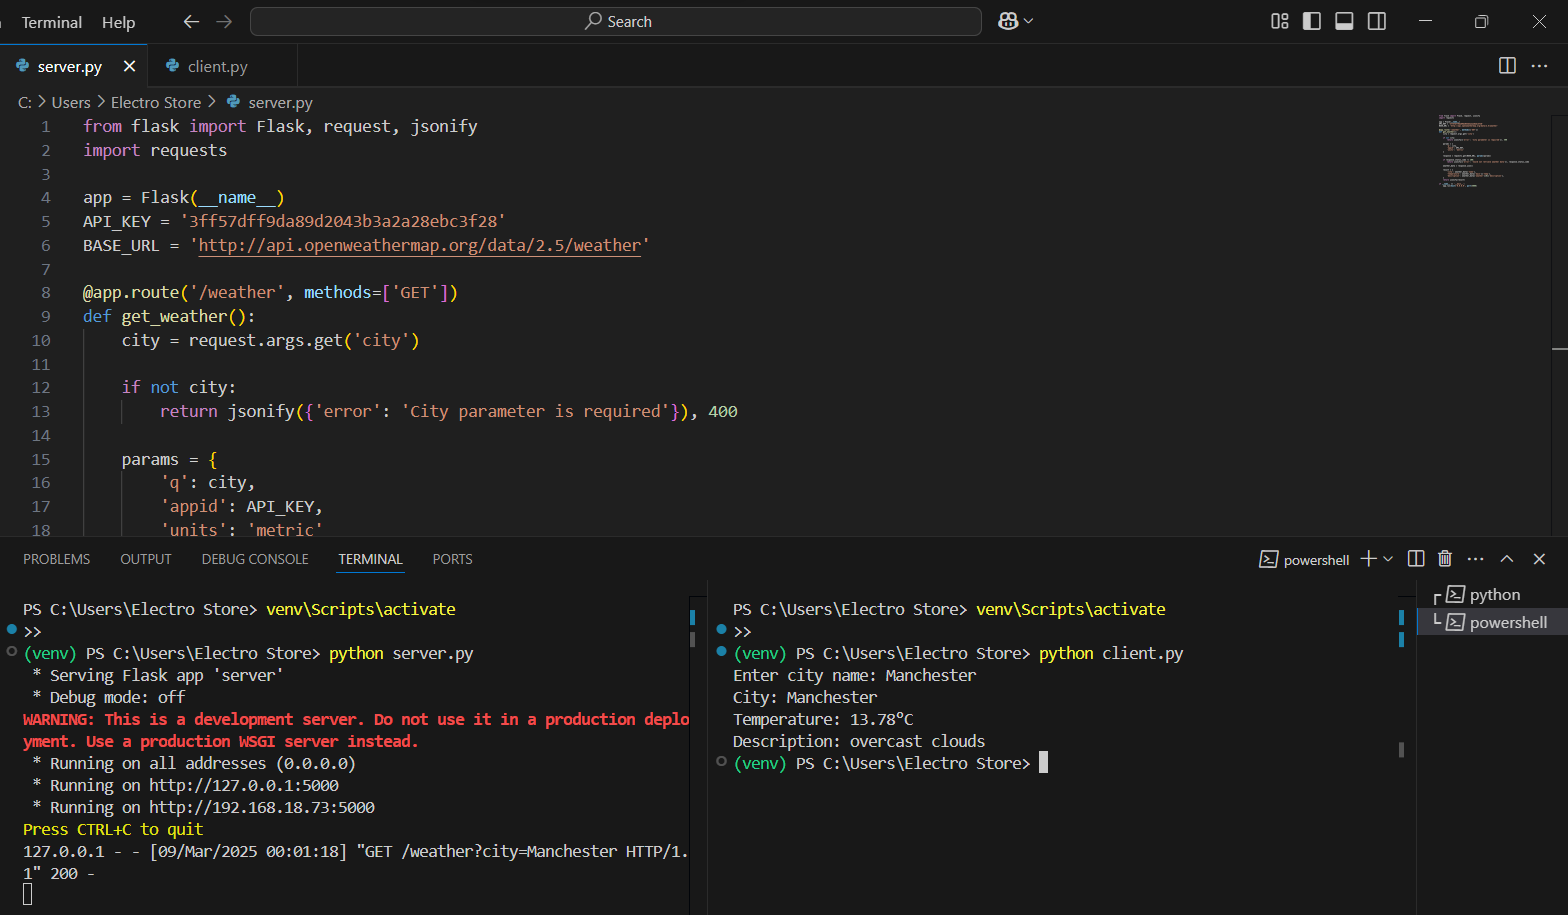 Terminal Help Search
server.py client.py
C: > Users > Electro Store > server.py
1 from flask import Flask, request, jsonify
2 import requests
3
4 app = Flask(__name__)
5 API_KEY = '3ff57dff9da89d2043b3a2a28ebc3f28'
6 BASE_URL = 'http://api.openweathermap.org/data/2.5/weather'
7
8 @app.route('/weather', methods=['GET'])
9 def get_weather():
10 city = request.args.get('city')
11
12 if not city:
13 return jsonify({'error': 'City parameter is required'}), 400
14
15 params = {
16 'q': city,
17 'appid': API_KEY,
18 'units': 'metric'
PROBLEMS OUTPUT DEBUG CONSOLE TERMINAL PORTS
powershell
PS C:\Users\Electro Store> venv\Scripts\activate
>>
(venv) PS C:\Users\Electro Store> python server.py
* Serving Flask app 'server'
* Debug mode: off
WARNING: This is a development server. Do not use it in a production deplo
yment. Use a production WSGI server instead.
* Running on all addresses (0.0.0.0)
* Running on http://127.0.0.1:5000
* Running on http://192.168.18.73:5000
Press CTRL+C to quit
127.0.0.1 - - [09/Mar/2025 00:01:18] "GET /weather?city=Manchester HTTP/1.
1" 200 -
PS C:\Users\Electro Store> venv\Scripts\activate
>>
(venv) PS C:\Users\Electro Store> python client.py
Enter city name: Manchester
City: Manchester
Temperature: 13.78°C
Description: overcast clouds
(venv) PS C:\Users\Electro Store>
python
powershell